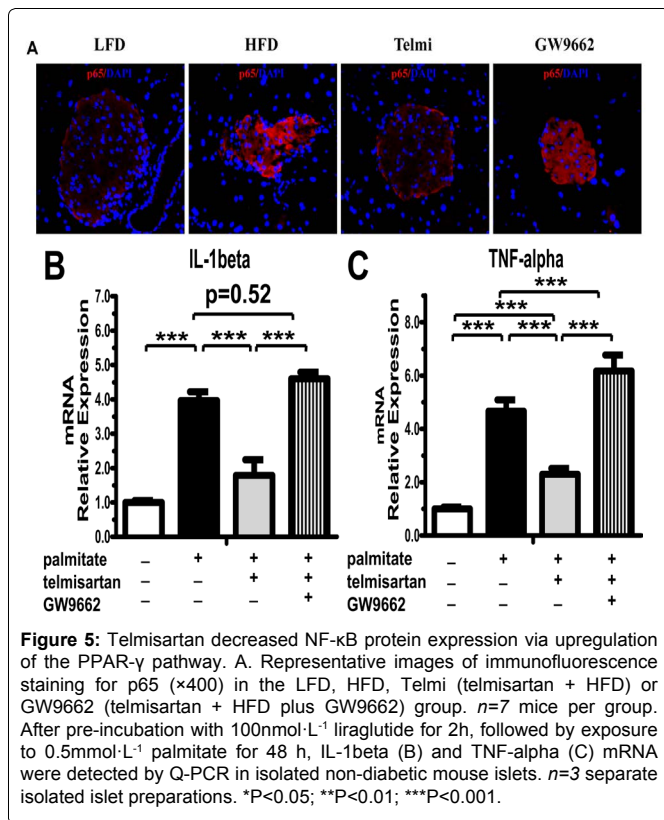 LFD HFD Telmi GW9662
A
p65/DAPI p65/DAPI p65/DAPI p65/DAPI
B IL-1beta
p=0.52
*** *** ***
mRNA
Relative Expression
7.0
6.0
5.0
4.0
3.0
2.0
1.0
0.0
palmitate – + + +
telmisartan – – + +
GW9662 – – – +
C TNF-alpha
***
***
*** *** ***
mRNA
Relative Expression
8.0
6.0
4.0
2.0
0.0
palmitate – + + +
telmisartan – – + +
GW9662 – – – +
Figure 5: Telmisartan decreased NF-κB protein expression via upregulation
of the PPAR-γ pathway. A. Representative images of immunofluorescence
staining for p65 (×400) in the LFD, HFD, Telmi (telmisartan + HFD) or
GW9662 (telmisartan + HFD plus GW9662) group. n=7 mice per group.
After pre-incubation with 100nmol·L⁻¹ liraglutide for 2h, followed by exposure
to 0.5mmol·L⁻¹ palmitate for 48 h, IL-1beta (B) and TNF-alpha (C) mRNA
were detected by Q-PCR in isolated non-diabetic mouse islets. n=3 separate
isolated islet preparations. *P<0.05; **P<0.01; ***P<0.001.